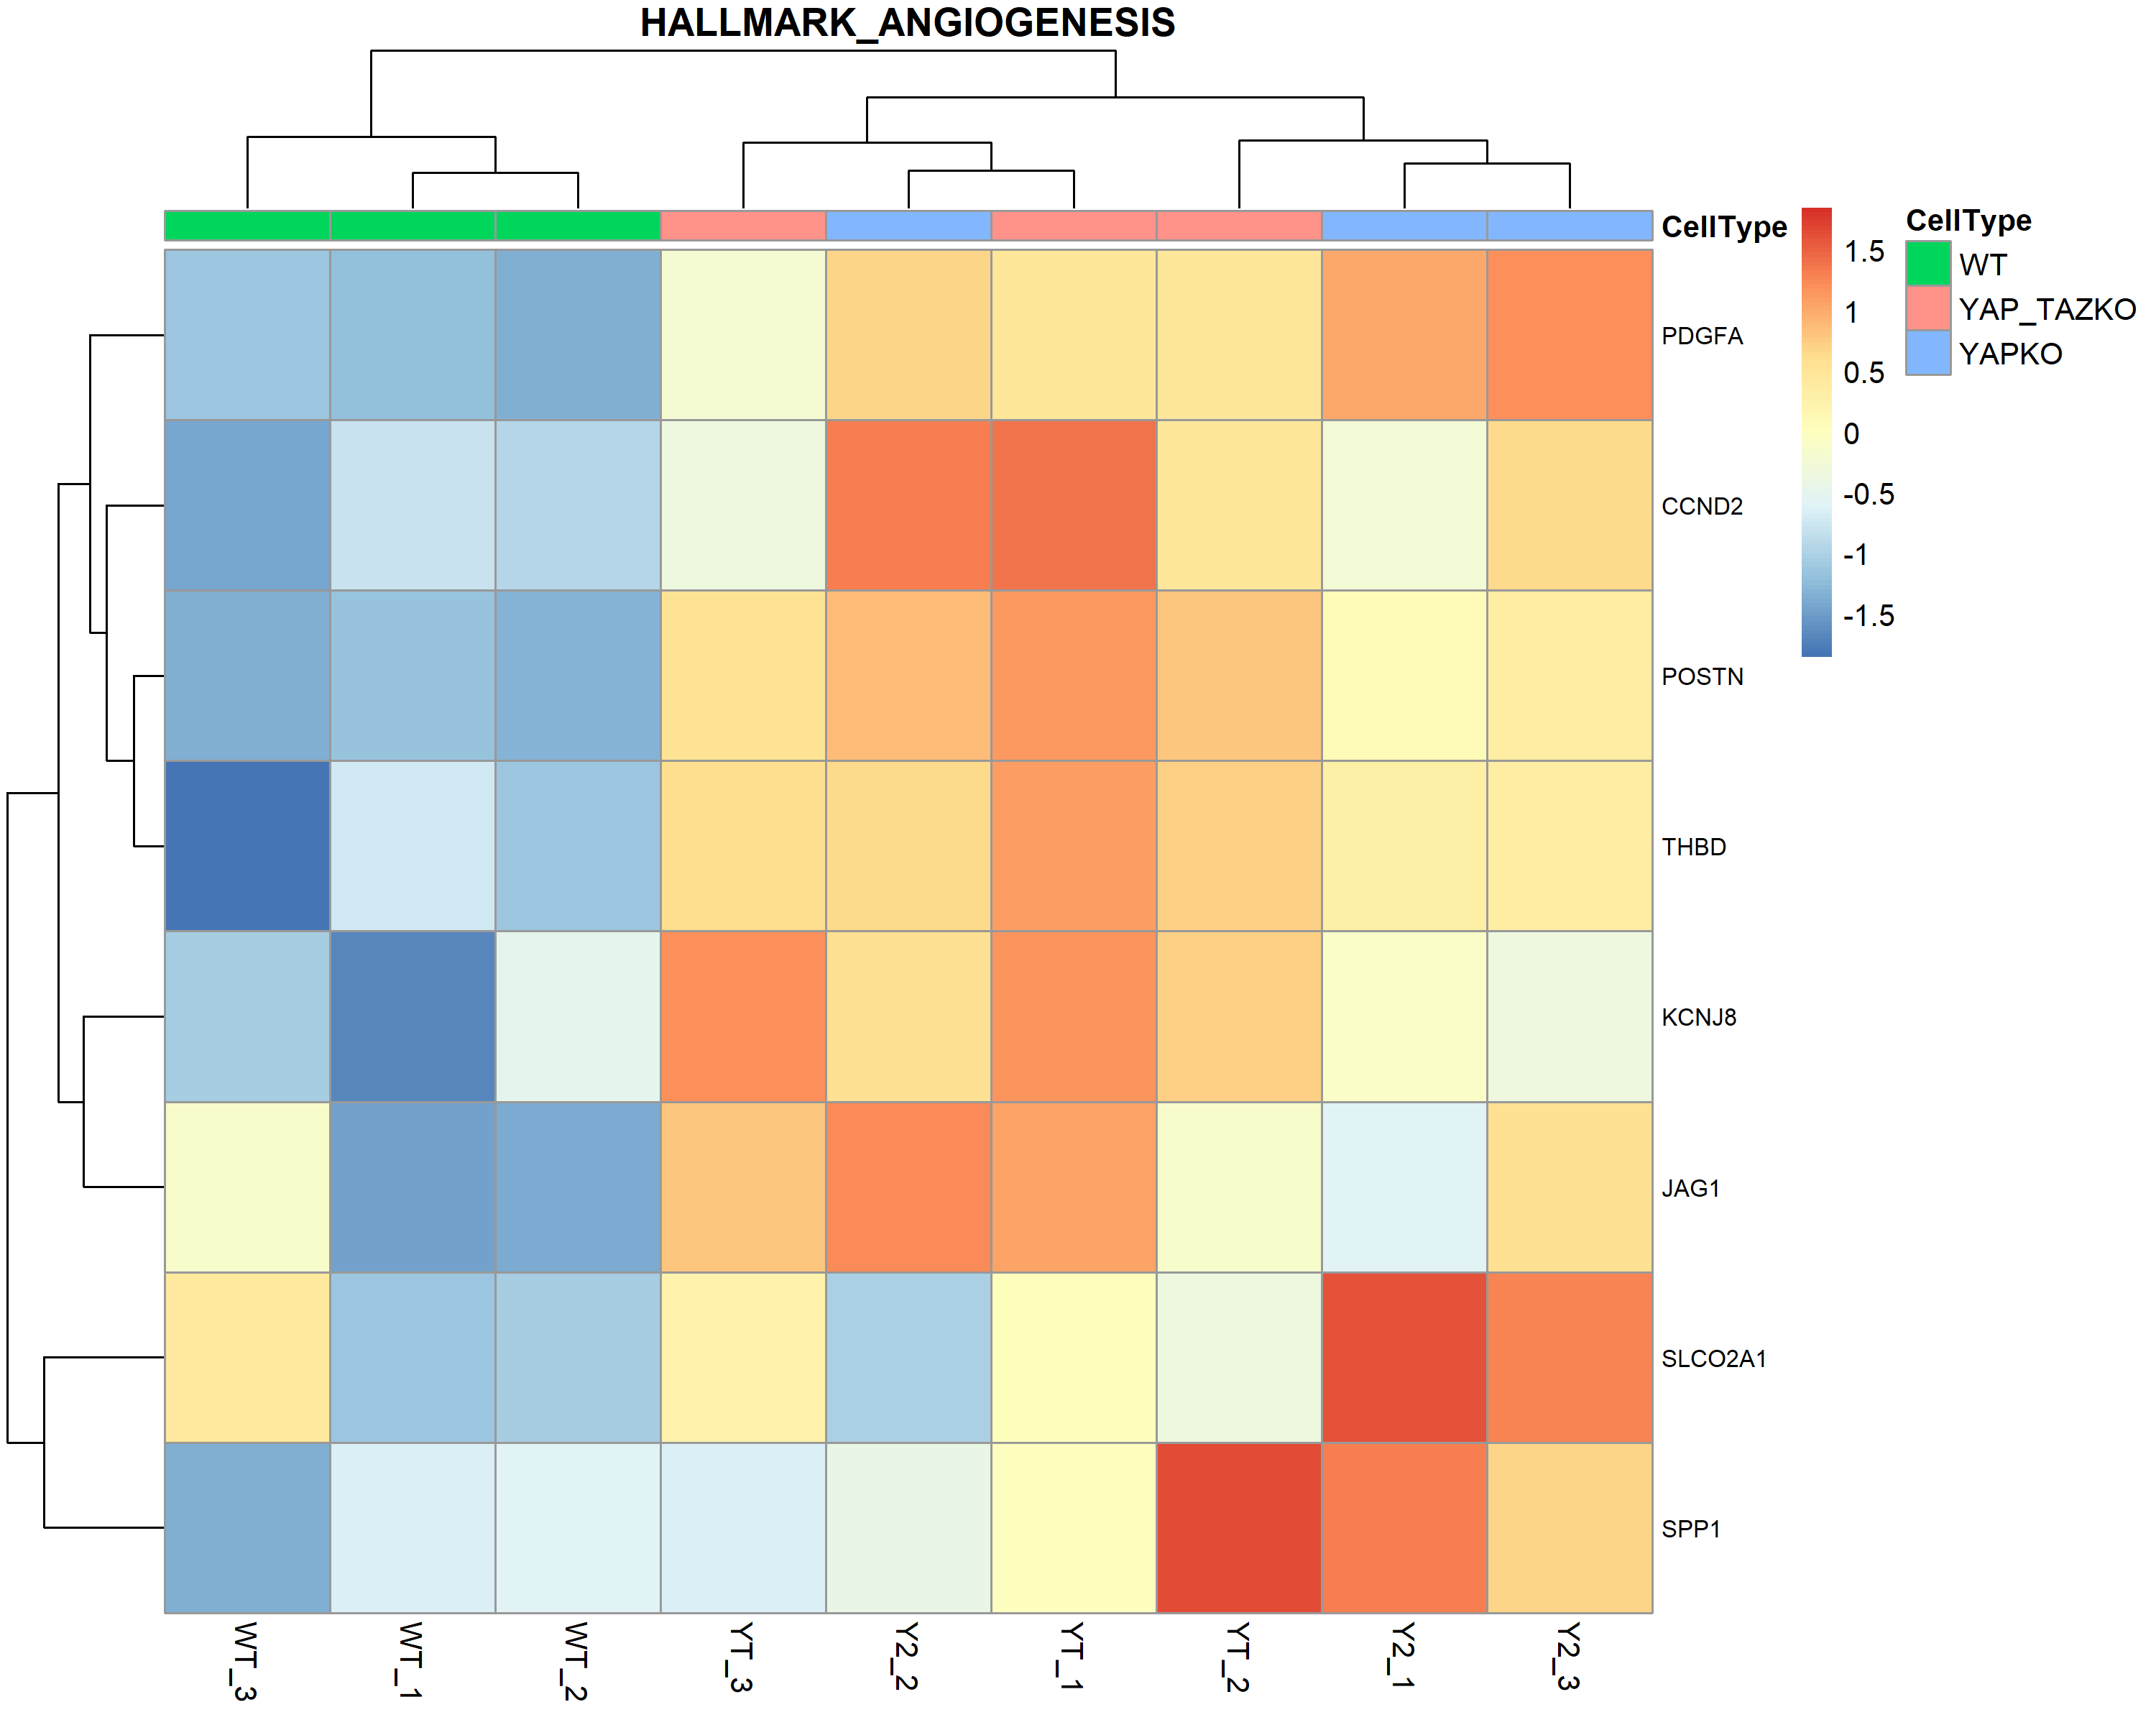 HALLMARK_ANGIOGENESIS
CellType
1.5
1
0.5
0
-0.5
-1
-1.5
CellType
WT
YAP_TAZKO
YAPKO
PDGFA
CCND2
POSTN
THBD
KCNJ8
JAG1
SLCO2A1
SPP1
WT_3
WT_1
WT_2
YT_3
Y2_2
YT_1
YT_2
Y2_1
Y2_3